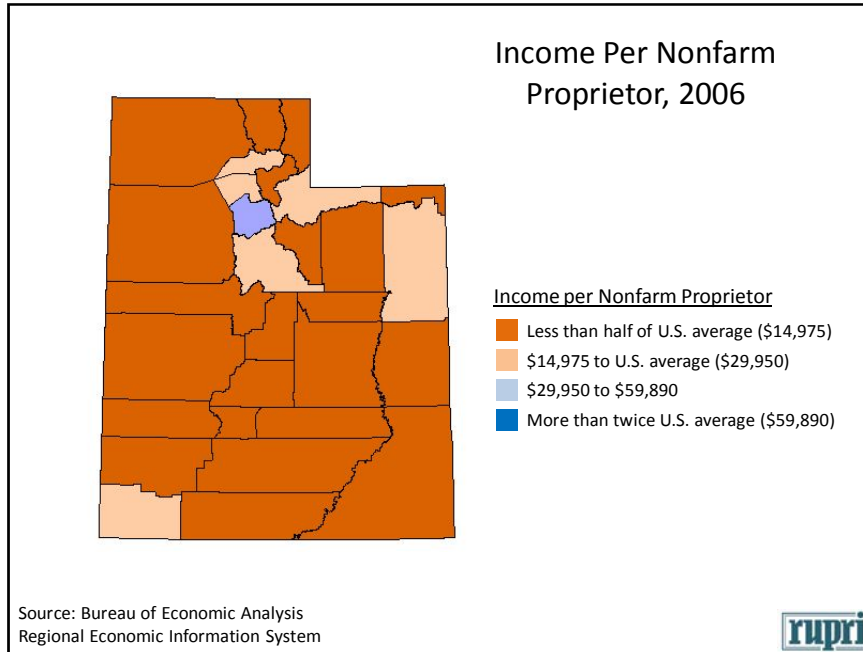 Income Per Nonfarm
Proprietor, 2006
Income per Nonfarm Proprietor
Less than half of U.S. average ($14,975)
$14,975 to U.S. average ($29,950)
$29,950 to $59,890
More than twice U.S. average ($59,890)
Source: Bureau of Economic Analysis
Regional Economic Information System
rupri